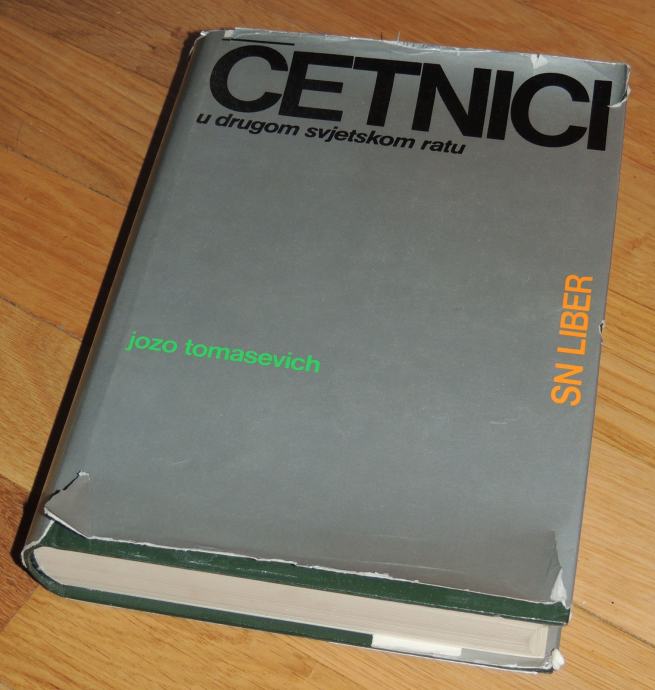 ČETNICI
u drugom svjetskom ratu
jozo tomasevich
SN LIBER